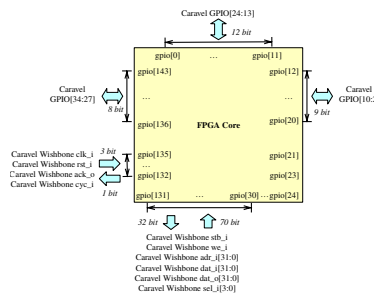 Caravel GPIO[24:13]
12 bit
gpio[0] ... gpio[11]
gpio[143] gpio[12]
Caravel
GPIO[34:27]
8 bit
... ...
Caravel
GPIO[10:
9 bit
gpio[136] FPGA Core gpio[20]
Caravel Wishbone clk_i
Caravel Wishbone rst_i
Caravel Wishbone ack_o
Caravel Wishbone cyc_i
3 bit
1 bit
gpio[135] gpio[21]
... ...
gpio[132] gpio[23]
gpio[131] ... gpio[30] ...gpio[24]
32 bit 70 bit
Caravel Wishbone stb_i
Caravel Wishbone we_i
Caravel Wishbone adr_i[31:0]
Caravel Wishbone dat_i[31:0]
Caravel Wishbone dat_o[31:0]
Caravel Wishbone sel_i[3:0]